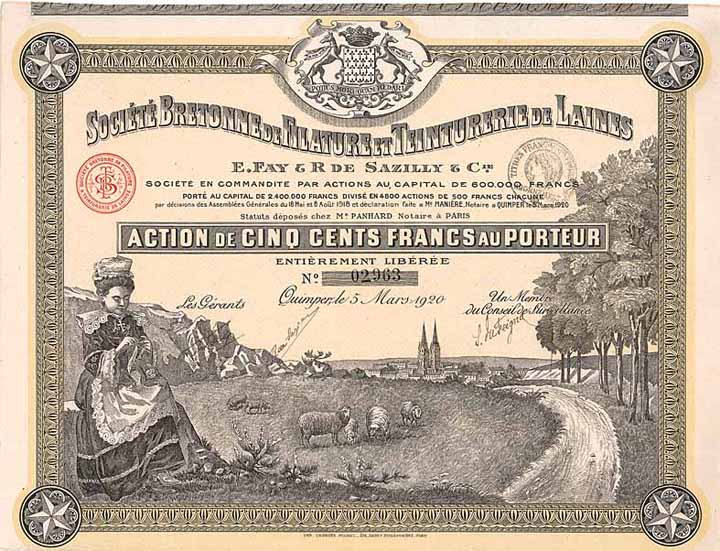 POTIUS MORI QUAM FŒDARI
SOCIÉTÉ BRETONNE DE FILATURE ET TEINTURERIE DE LAINES
E. FAY & R DE SAZILLY & Cie
SOCIÉTÉ EN COMMANDITE PAR ACTIONS AU CAPITAL DE 600.000 FRANCS
PORTÉ AU CAPITAL DE 2.400.000 FRANCS DIVISÉ EN 4800 ACTIONS DE 500 FRANCS CHACUNE
par décisions des Assemblées Générales du 18 Mai et 8 Août 1918 et déclaration faite à Me MANIÈRE, Notaire à QUIMPER le 5 Mars 1920
Statuts déposés chez Me PANHARD Notaire à PARIS
ACTION DE CINQ CENTS FRANCS AU PORTEUR
ENTIÈREMENT LIBÉRÉE
No 02,963
Quimper, le 5 Mars 1920
Les Gérants
Un Membre
du Conseil de Surveillance